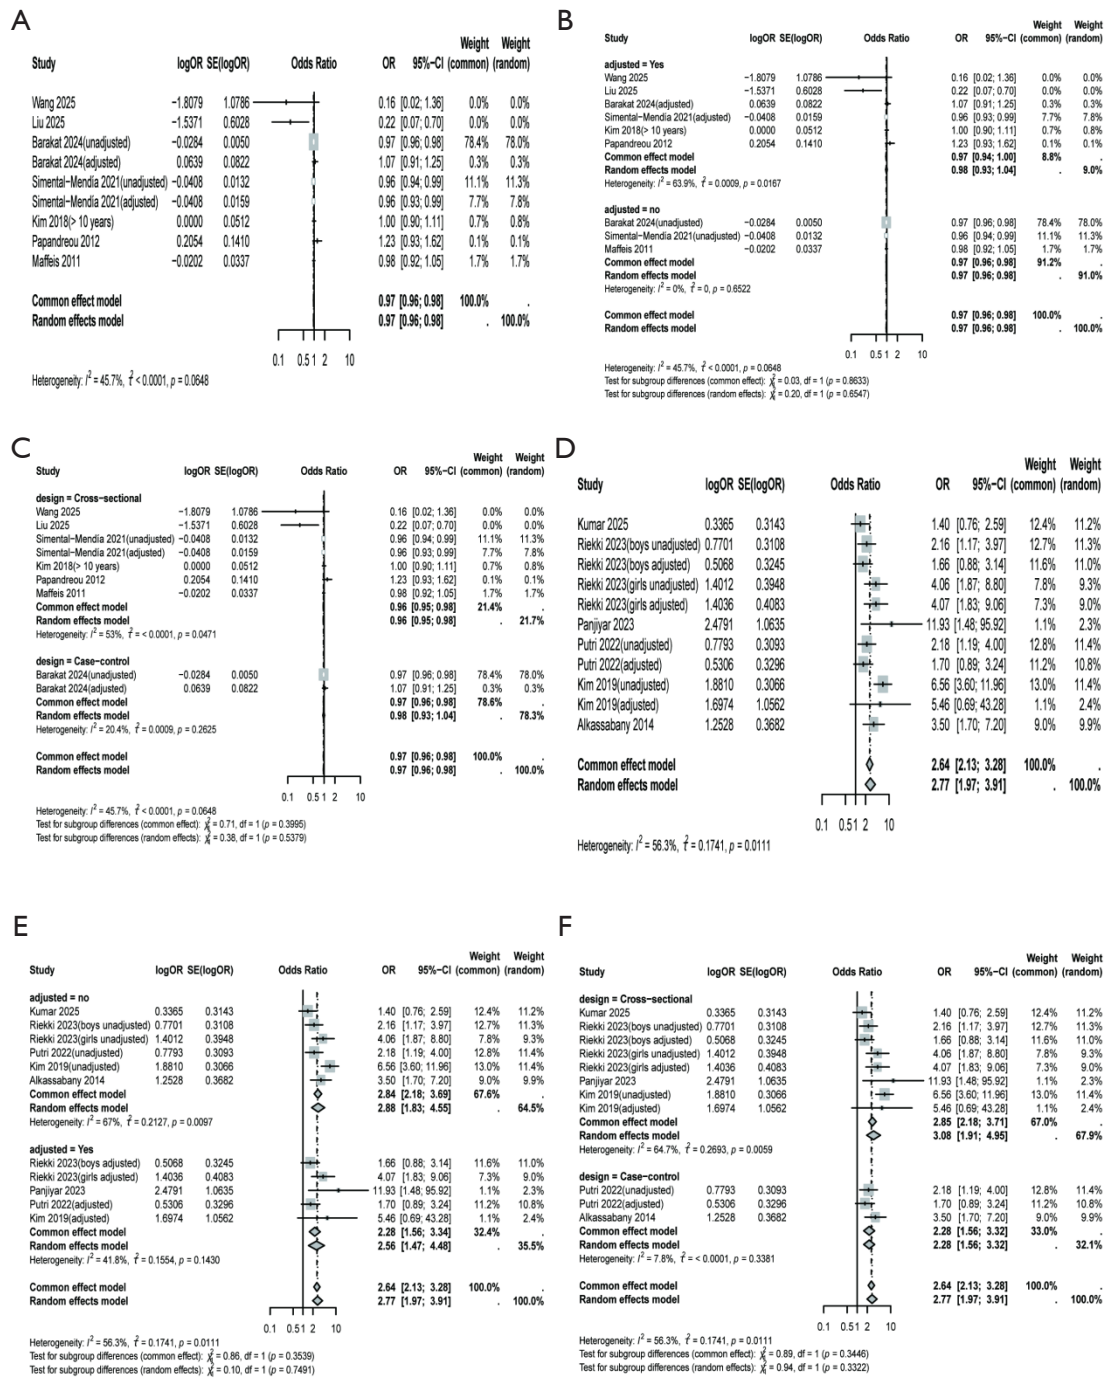 A
Weight Weight
Study logOR SE(logOR) Odds Ratio OR 95%−CI (common) (random)
Wang 2025 −1.8079 1.0786 0.16 [0.02; 1.36] 0.0% 0.0%
Liu 2025 −1.5371 0.6028 0.22 [0.07; 0.70] 0.0% 0.0%
Barakat 2024(unadjusted) −0.0284 0.0050 0.97 [0.96; 0.98] 78.4% 78.0%
Barakat 2024(adjusted) 0.0639 0.0822 1.07 [0.91; 1.25] 0.3% 0.3%
Simental−Mendía 2021(unadjusted) −0.0408 0.0132 0.96 [0.94; 0.99] 11.1% 11.3%
Simental−Mendía 2021(adjusted) −0.0408 0.0159 0.96 [0.93; 0.99] 7.7% 7.8%
Kim 2018(> 10 years) 0.0000 0.0512 1.00 [0.90; 1.11] 0.7% 0.8%
Papandreou 2012 0.2054 0.1410 1.23 [0.93; 1.62] 0.1% 0.1%
Maffeis 2011 −0.0202 0.0337 0.98 [0.92; 1.05] 1.7% 1.7%
Common effect model 0.97 [0.96; 0.98] 100.0% .
Random effects model 0.97 [0.96; 0.98] . 100.0%
0.1 0.5 1 2 10
Heterogeneity: I² = 45.7%, τ² < 0.0001, p = 0.0648
B
Weight Weight
Study logOR SE(logOR) Odds Ratio OR 95%−CI (common) (random)
adjusted = Yes
Wang 2025 −1.8079 1.0786 0.16 [0.02; 1.36] 0.0% 0.0%
Liu 2025 −1.5371 0.6028 0.22 [0.07; 0.70] 0.0% 0.0%
Barakat 2024(adjusted) 0.0639 0.0822 1.07 [0.91; 1.25] 0.3% 0.3%
Simental−Mendía 2021(adjusted) −0.0408 0.0159 0.96 [0.93; 0.99] 7.7% 7.8%
Kim 2018(> 10 years) 0.0000 0.0512 1.00 [0.90; 1.11] 0.7% 0.8%
Papandreou 2012 0.2054 0.1410 1.23 [0.93; 1.62] 0.1% 0.1%
Common effect model 0.97 [0.94; 1.00] 8.8% .
Random effects model 0.98 [0.93; 1.04] . 9.0%
Heterogeneity: I² = 63.9%, τ² = 0.0009, p = 0.0167
adjusted = no
Barakat 2024(unadjusted) −0.0284 0.0050 0.97 [0.96; 0.98] 78.4% 78.0%
Simental−Mendía 2021(unadjusted) −0.0408 0.0132 0.96 [0.94; 0.99] 11.1% 11.3%
Maffeis 2011 −0.0202 0.0337 0.98 [0.92; 1.05] 1.7% 1.7%
Common effect model 0.97 [0.96; 0.98] 91.2% .
Random effects model 0.97 [0.96; 0.98] . 91.0%
Heterogeneity: I² = 0%, τ² = 0, p = 0.6522
Common effect model 0.97 [0.96; 0.98] 100.0% .
Random effects model 0.97 [0.96; 0.98] . 100.0%
0.1 0.5 1 2 10
Heterogeneity: I² = 45.7%, τ² < 0.0001, p = 0.0648
Test for subgroup differences (common effect): χ²₁ = 0.03, df = 1 (p = 0.8633)
Test for subgroup differences (random effects): χ²₁ = 0.20, df = 1 (p = 0.6547)
C
Weight Weight
Study logOR SE(logOR) Odds Ratio OR 95%−CI (common) (random)
design = Cross−sectional
Wang 2025 −1.8079 1.0786 0.16 [0.02; 1.36] 0.0% 0.0%
Liu 2025 −1.5371 0.6028 0.22 [0.07; 0.70] 0.0% 0.0%
Simental−Mendía 2021(unadjusted) −0.0408 0.0132 0.96 [0.94; 0.99] 11.1% 11.3%
Simental−Mendía 2021(adjusted) −0.0408 0.0159 0.96 [0.93; 0.99] 7.7% 7.8%
Kim 2018(> 10 years) 0.0000 0.0512 1.00 [0.90; 1.11] 0.7% 0.8%
Papandreou 2012 0.2054 0.1410 1.23 [0.93; 1.62] 0.1% 0.1%
Maffeis 2011 −0.0202 0.0337 0.98 [0.92; 1.05] 1.7% 1.7%
Common effect model 0.96 [0.95; 0.98] 21.4% .
Random effects model 0.96 [0.95; 0.98] . 21.7%
Heterogeneity: I² = 53%, τ² = < 0.0001, p = 0.0471
design = Case−control
Barakat 2024(unadjusted) −0.0284 0.0050 0.97 [0.96; 0.98] 78.4% 78.0%
Barakat 2024(adjusted) 0.0639 0.0822 1.07 [0.91; 1.25] 0.3% 0.3%
Common effect model 0.97 [0.96; 0.98] 78.6% .
Random effects model 0.98 [0.93; 1.04] . 78.3%
Heterogeneity: I² = 20.4%, τ² = 0.0009, p = 0.2625
Common effect model 0.97 [0.96; 0.98] 100.0% .
Random effects model 0.97 [0.96; 0.98] . 100.0%
0.1 0.5 1 2 10
Heterogeneity: I² = 45.7%, τ² < 0.0001, p = 0.0648
Test for subgroup differences (common effect): χ²₁ = 0.71, df = 1 (p = 0.3995)
Test for subgroup differences (random effects): χ²₁ = 0.38, df = 1 (p = 0.5379)
D
Weight Weight
Study logOR SE(logOR) Odds Ratio OR 95%−CI (common) (random)
Kumar 2025 0.3365 0.3143 1.40 [0.76; 2.59] 12.4% 11.2%
Riekki 2023(boys unadjusted) 0.7701 0.3108 2.16 [1.17; 3.97] 12.7% 11.3%
Riekki 2023(boys adjusted) 0.5068 0.3245 1.66 [0.88; 3.14] 11.6% 11.0%
Riekki 2023(girls unadjusted) 1.4012 0.3948 4.06 [1.87; 8.80] 7.8% 9.3%
Riekki 2023(girls adjusted) 1.4036 0.4083 4.07 [1.83; 9.06] 7.3% 9.0%
Panjiyar 2023 2.4791 1.0635 11.93 [1.48; 95.92] 1.1% 2.3%
Putri 2022(unadjusted) 0.7793 0.3093 2.18 [1.19; 4.00] 12.8% 11.4%
Putri 2022(adjusted) 0.5306 0.3296 1.70 [0.89; 3.24] 11.2% 10.8%
Kim 2019(unadjusted) 1.8810 0.3066 6.56 [3.60; 11.96] 13.0% 11.4%
Kim 2019(adjusted) 1.6974 1.0562 5.46 [0.69; 43.28] 1.1% 2.4%
Alkassabany 2014 1.2528 0.3682 3.50 [1.70; 7.20] 9.0% 9.9%
Common effect model 2.64 [2.13; 3.28] 100.0% .
Random effects model 2.77 [1.97; 3.91] . 100.0%
0.1 0.5 1 2 10
Heterogeneity: I² = 56.3%, τ² = 0.1741, p = 0.0111
E
Weight Weight
Study logOR SE(logOR) Odds Ratio OR 95%−CI (common) (random)
adjusted = no
Kumar 2025 0.3365 0.3143 1.40 [0.76; 2.59] 12.4% 11.2%
Riekki 2023(boys unadjusted) 0.7701 0.3108 2.16 [1.17; 3.97] 12.7% 11.3%
Riekki 2023(girls unadjusted) 1.4012 0.3948 4.06 [1.87; 8.80] 7.8% 9.3%
Putri 2022(unadjusted) 0.7793 0.3093 2.18 [1.19; 4.00] 12.8% 11.4%
Kim 2019(unadjusted) 1.8810 0.3066 6.56 [3.60; 11.96] 13.0% 11.4%
Alkassabany 2014 1.2528 0.3682 3.50 [1.70; 7.20] 9.0% 9.9%
Common effect model 2.84 [2.18; 3.69] 67.6% .
Random effects model 2.88 [1.83; 4.55] . 64.5%
Heterogeneity: I² = 67%, τ² = 0.2127, p = 0.0097
adjusted = Yes
Riekki 2023(boys adjusted) 0.5068 0.3245 1.66 [0.88; 3.14] 11.6% 11.0%
Riekki 2023(girls adjusted) 1.4036 0.4083 4.07 [1.83; 9.06] 7.3% 9.0%
Panjiyar 2023 2.4791 1.0635 11.93 [1.48; 95.92] 1.1% 2.3%
Putri 2022(adjusted) 0.5306 0.3296 1.70 [0.89; 3.24] 11.2% 10.8%
Kim 2019(adjusted) 1.6974 1.0562 5.46 [0.69; 43.28] 1.1% 2.4%
Common effect model 2.28 [1.56; 3.34] 32.4% .
Random effects model 2.56 [1.47; 4.48] . 35.5%
Heterogeneity: I² = 41.8%, τ² = 0.1554, p = 0.1430
Common effect model 2.64 [2.13; 3.28] 100.0% .
Random effects model 2.77 [1.97; 3.91] . 100.0%
0.1 0.5 1 2 10
Heterogeneity: I² = 56.3%, τ² = 0.1741, p = 0.0111
Test for subgroup differences (common effect): χ²₁ = 0.86, df = 1 (p = 0.3539)
Test for subgroup differences (random effects): χ²₁ = 0.10, df = 1 (p = 0.7491)
F
Weight Weight
Study logOR SE(logOR) Odds Ratio OR 95%−CI (common) (random)
design = Cross−sectional
Kumar 2025 0.3365 0.3143 1.40 [0.76; 2.59] 12.4% 11.2%
Riekki 2023(boys unadjusted) 0.7701 0.3108 2.16 [1.17; 3.97] 12.7% 11.3%
Riekki 2023(boys adjusted) 0.5068 0.3245 1.66 [0.88; 3.14] 11.6% 11.0%
Riekki 2023(girls unadjusted) 1.4012 0.3948 4.06 [1.87; 8.80] 7.8% 9.3%
Riekki 2023(girls adjusted) 1.4036 0.4083 4.07 [1.83; 9.06] 7.3% 9.0%
Panjiyar 2023 2.4791 1.0635 11.93 [1.48; 95.92] 1.1% 2.3%
Kim 2019(unadjusted) 1.8810 0.3066 6.56 [3.60; 11.96] 13.0% 11.4%
Kim 2019(adjusted) 1.6974 1.0562 5.46 [0.69; 43.28] 1.1% 2.4%
Common effect model 2.85 [2.18; 3.71] 67.0% .
Random effects model 3.08 [1.91; 4.95] . 67.9%
Heterogeneity: I² = 64.7%, τ² = 0.2693, p = 0.0059
design = Case−control
Putri 2022(unadjusted) 0.7793 0.3093 2.18 [1.19; 4.00] 12.8% 11.4%
Putri 2022(adjusted) 0.5306 0.3296 1.70 [0.89; 3.24] 11.2% 10.8%
Alkassabany 2014 1.2528 0.3682 3.50 [1.70; 7.20] 9.0% 9.9%
Common effect model 2.28 [1.56; 3.32] 33.0% .
Random effects model 2.28 [1.56; 3.32] . 32.1%
Heterogeneity: I² = 7.8%, τ² = < 0.0001, p = 0.3381
Common effect model 2.64 [2.13; 3.28] 100.0% .
Random effects model 2.77 [1.97; 3.91] . 100.0%
0.1 0.5 1 2 10
Heterogeneity: I² = 56.3%, τ² = 0.1741, p = 0.0111
Test for subgroup differences (common effect): χ²₁ = 0.89, df = 1 (p = 0.3446)
Test for subgroup differences (random effects): χ²₁ = 0.94, df = 1 (p = 0.3322)